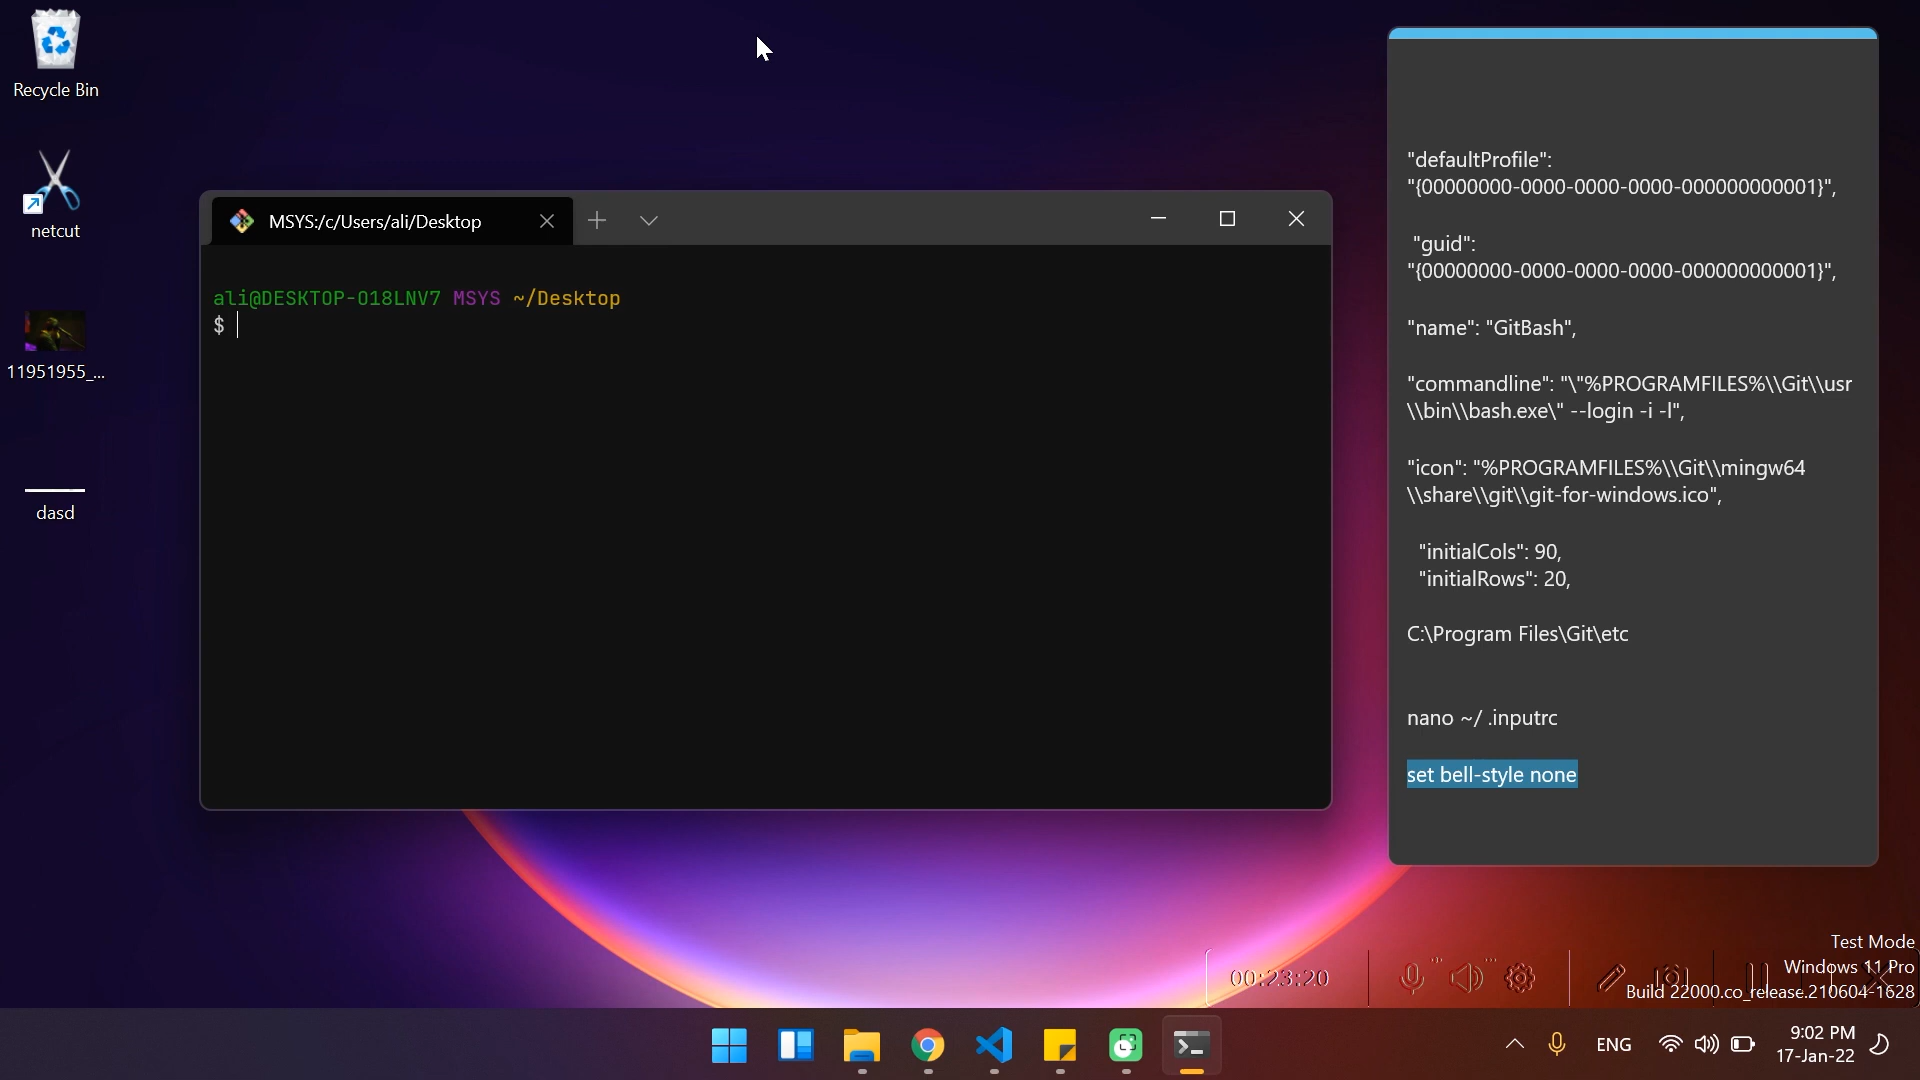 Recycle Bin
netcut
11951955_...
dasd
MSYS:/c/Users/ali/Desktop
ali@DESKTOP-O18LNV7 MSYS ~/Desktop
$
"defaultProfile":
"{00000000-0000-0000-0000-000000000001}",
"guid":
"{00000000-0000-0000-0000-000000000001}",
"name": "GitBash",
"commandline": "\"%PROGRAMFILES%\\Git\\usr
\\bin\\bash.exe\" --login -i -l",
"icon": "%PROGRAMFILES%\\Git\\mingw64
\\share\\git\\git-for-windows.ico",
"initialCols": 90,
"initialRows": 20,
C:\Program Files\Git\etc
nano ~/ .inputrc
set bell-style none
00:23:20
Test Mode
Windows 11 Pro
Build 22000.co_release.210604-1628
ENG
9:02 PM
17-Jan-22